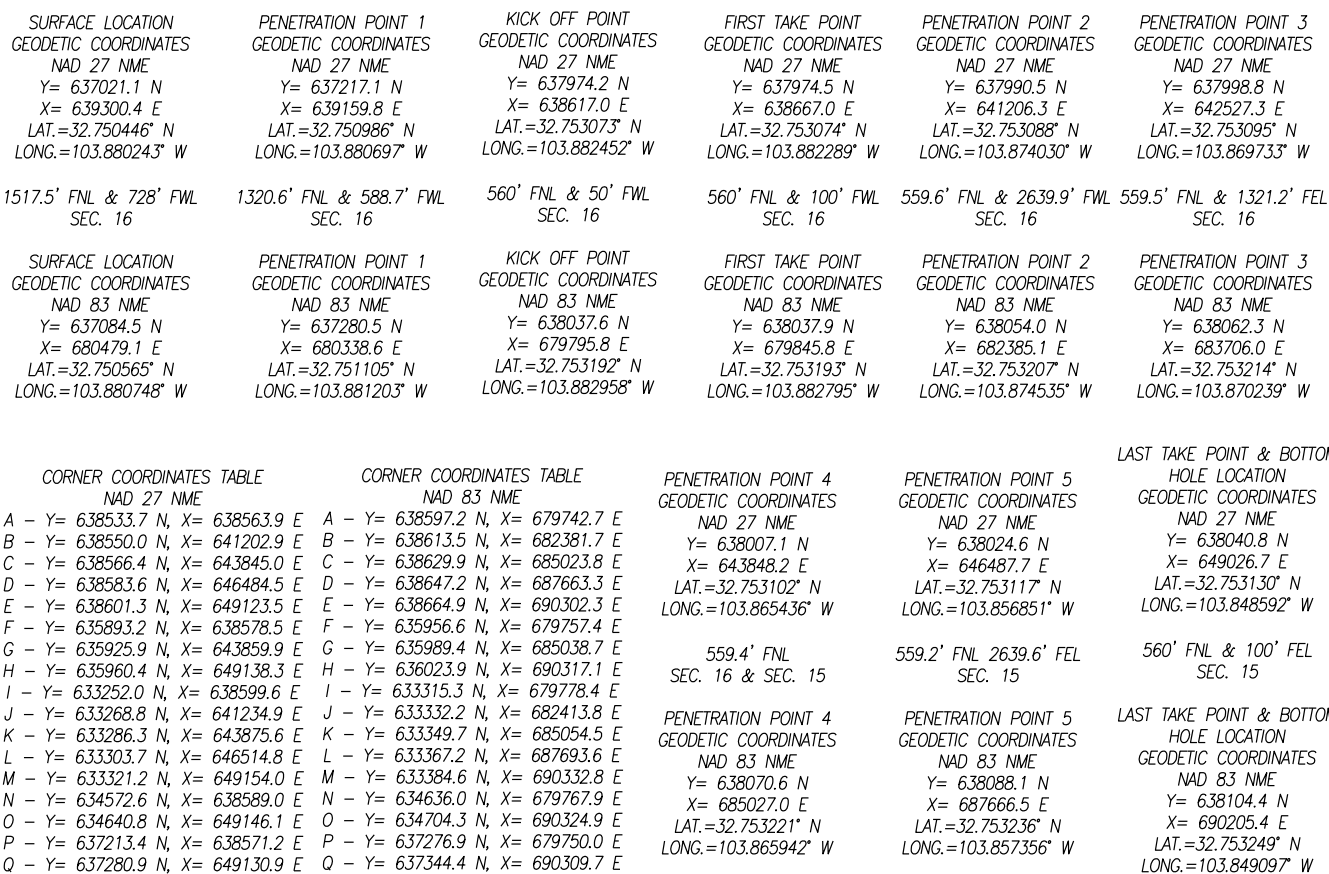 SURFACE LOCATION
GEODETIC COORDINATES
NAD 27 NME
Y= 637021.1 N
X= 639300.4 E
LAT.=32.750446° N
LONG.=103.880243° W
1517.5' FNL & 728' FWL
SEC. 16
PENETRATION POINT 1
GEODETIC COORDINATES
NAD 27 NME
Y= 637217.1 N
X= 639159.8 E
LAT.=32.750986° N
LONG.=103.880697° W
1320.6' FNL & 588.7' FWL
SEC. 16
KICK OFF POINT
GEODETIC COORDINATES
NAD 27 NME
Y= 637974.2 N
X= 638617.0 E
LAT.=32.753073° N
LONG.=103.882452° W
560' FNL & 50' FWL
SEC. 16
FIRST TAKE POINT
GEODETIC COORDINATES
NAD 27 NME
Y= 637974.5 N
X= 638667.0 E
LAT.=32.753074° N
LONG.=103.882289° W
560' FNL & 100' FWL
SEC. 16
PENETRATION POINT 2
GEODETIC COORDINATES
NAD 27 NME
Y= 637990.5 N
X= 641206.3 E
LAT.=32.753088° N
LONG.=103.874030° W
559.6' FNL & 2639.9' FWL
SEC. 16
PENETRATION POINT 3
GEODETIC COORDINATES
NAD 27 NME
Y= 637998.8 N
X= 642527.3 E
LAT.=32.753095° N
LONG.=103.869733° W
559.5' FNL & 1321.2' FEL
SEC. 16
SURFACE LOCATION
GEODETIC COORDINATES
NAD 83 NME
Y= 637084.5 N
X= 680479.1 E
LAT.=32.750565° N
LONG.=103.880748° W
PENETRATION POINT 1
GEODETIC COORDINATES
NAD 83 NME
Y= 637280.5 N
X= 680338.6 E
LAT.=32.751105° N
LONG.=103.881203° W
KICK OFF POINT
GEODETIC COORDINATES
NAD 83 NME
Y= 638037.6 N
X= 679795.8 E
LAT.=32.753192° N
LONG.=103.882958° W
FIRST TAKE POINT
GEODETIC COORDINATES
NAD 83 NME
Y= 638037.9 N
X= 679845.8 E
LAT.=32.753193° N
LONG.=103.882795° W
PENETRATION POINT 2
GEODETIC COORDINATES
NAD 83 NME
Y= 638054.0 N
X= 682385.1 E
LAT.=32.753207° N
LONG.=103.874535° W
PENETRATION POINT 3
GEODETIC COORDINATES
NAD 83 NME
Y= 638062.3 N
X= 683706.0 E
LAT.=32.753214° N
LONG.=103.870239° W
CORNER COORDINATES TABLE
NAD 27 NME
A - Y= 638533.7 N, X= 638563.9 E
B - Y= 638550.0 N, X= 641202.9 E
C - Y= 638566.4 N, X= 643845.0 E
D - Y= 638583.6 N, X= 646484.5 E
E - Y= 638601.3 N, X= 649123.5 E
F - Y= 635893.2 N, X= 638578.5 E
G - Y= 635925.9 N, X= 643859.9 E
H - Y= 635960.4 N, X= 649138.3 E
I - Y= 633252.0 N, X= 638599.6 E
J - Y= 633268.8 N, X= 641234.9 E
K - Y= 633286.3 N, X= 643875.6 E
L - Y= 633303.7 N, X= 646514.8 E
M - Y= 633321.2 N, X= 649154.0 E
N - Y= 634572.6 N, X= 638589.0 E
O - Y= 634640.8 N, X= 649146.1 E
P - Y= 637213.4 N, X= 638571.2 E
Q - Y= 637280.9 N, X= 649130.9 E
CORNER COORDINATES TABLE
NAD 83 NME
A - Y= 638597.2 N, X= 679742.7 E
B - Y= 638613.5 N, X= 682381.7 E
C - Y= 638629.9 N, X= 685023.8 E
D - Y= 638647.2 N, X= 687663.3 E
E - Y= 638664.9 N, X= 690302.3 E
F - Y= 635956.6 N, X= 679757.4 E
G - Y= 635989.4 N, X= 685038.7 E
H - Y= 636023.9 N, X= 690317.1 E
I - Y= 633315.3 N, X= 679778.4 E
J - Y= 633332.2 N, X= 682413.8 E
K - Y= 633349.7 N, X= 685054.5 E
L - Y= 633367.2 N, X= 687693.6 E
M - Y= 633384.6 N, X= 690332.8 E
N - Y= 634636.0 N, X= 679767.9 E
O - Y= 634704.3 N, X= 690324.9 E
P - Y= 637276.9 N, X= 679750.0 E
Q - Y= 637344.4 N, X= 690309.7 E
PENETRATION POINT 4
GEODETIC COORDINATES
NAD 27 NME
Y= 638007.1 N
X= 643848.2 E
LAT.=32.753102° N
LONG.=103.865436° W
559.4' FNL
SEC. 16 & SEC. 15
PENETRATION POINT 5
GEODETIC COORDINATES
NAD 27 NME
Y= 638024.6 N
X= 646487.7 E
LAT.=32.753117° N
LONG.=103.856851° W
559.2' FNL 2639.6' FEL
SEC. 15
LAST TAKE POINT & BOTTOM
HOLE LOCATION
GEODETIC COORDINATES
NAD 27 NME
Y= 638040.8 N
X= 649026.7 E
LAT.=32.753130° N
LONG.=103.848592° W
560' FNL & 100' FEL
SEC. 15
PENETRATION POINT 4
GEODETIC COORDINATES
NAD 83 NME
Y= 638070.6 N
X= 685027.0 E
LAT.=32.753221° N
LONG.=103.865942° W
PENETRATION POINT 5
GEODETIC COORDINATES
NAD 83 NME
Y= 638088.1 N
X= 687666.5 E
LAT.=32.753236° N
LONG.=103.857356° W
LAST TAKE POINT & BOTTOM
HOLE LOCATION
GEODETIC COORDINATES
NAD 83 NME
Y= 638104.4 N
X= 690205.4 E
LAT.=32.753249° N
LONG.=103.849097° W